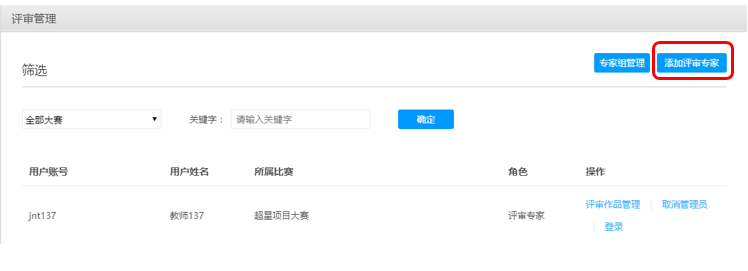 评审管理
筛选 专家组管理 添加评审专家
全部大赛 关键字： 请输入关键字 确定
用户账号 用户姓名 所属比赛 角色 操作
评审作品管理 | 取消管理员
jnt137 教师137 超星项目大赛 评审专家
| 登录